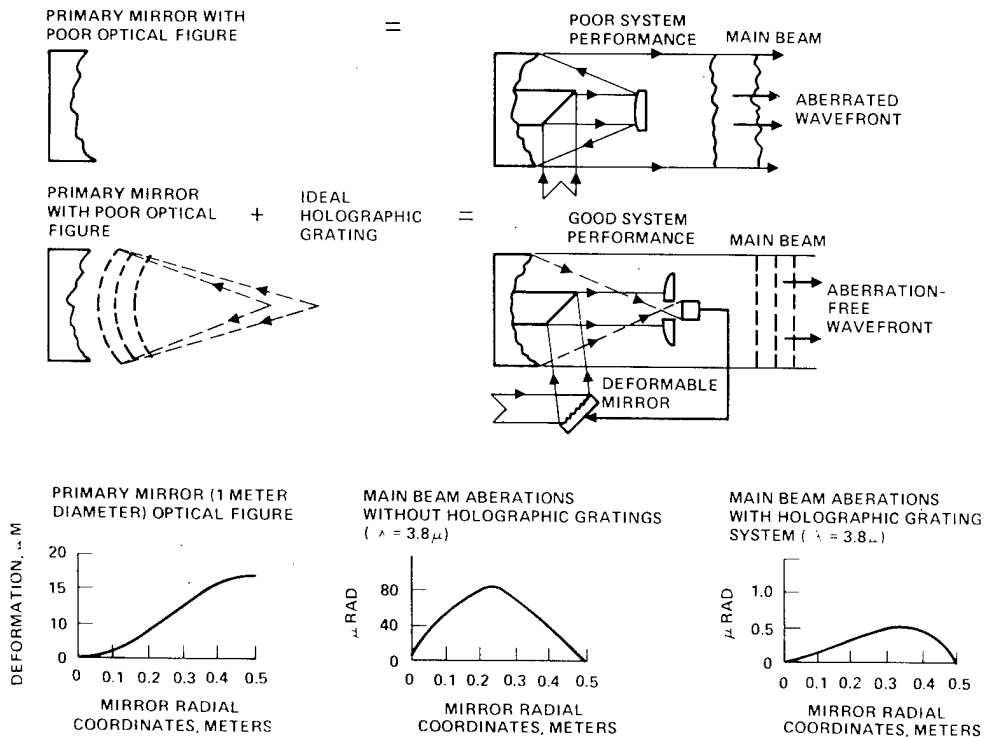 PRIMARY MIRROR WITH
POOR OPTICAL FIGURE
=
POOR SYSTEM
PERFORMANCE
MAIN BEAM
ABERRATED
WAVEFRONT
PRIMARY MIRROR
WITH POOR OPTICAL
FIGURE
+
IDEAL
HOLOGRAPHIC
GRATING
=
GOOD SYSTEM
PERFORMANCE
MAIN BEAM
ABERRATION-
FREE
WAVEFRONT
DEFORMABLE
MIRROR
PRIMARY MIRROR (1 METER
DIAMETER) OPTICAL FIGURE
DEFORMATION, μM
20
15
10
0
0 0.1 0.2 0.3 0.4 0.5
MIRROR RADIAL
COORDINATES, METERS
MAIN BEAM ABERATIONS
WITHOUT HOLOGRAPHIC GRATINGS
(λ = 3.8μ)
μ RAD
80
40
0
0 0.1 0.2 0.3 0.4 0.5
MIRROR RADIAL
COORDINATES, METERS
MAIN BEAM ABERATIONS
WITH HOLOGRAPHIC GRATING
SYSTEM (λ = 3.8μ)
μ RAD
1.0
0.5
0
0 0.1 0.2 0.3 0.4 0.5
MIRROR RADIAL
COORDINATES, METERS